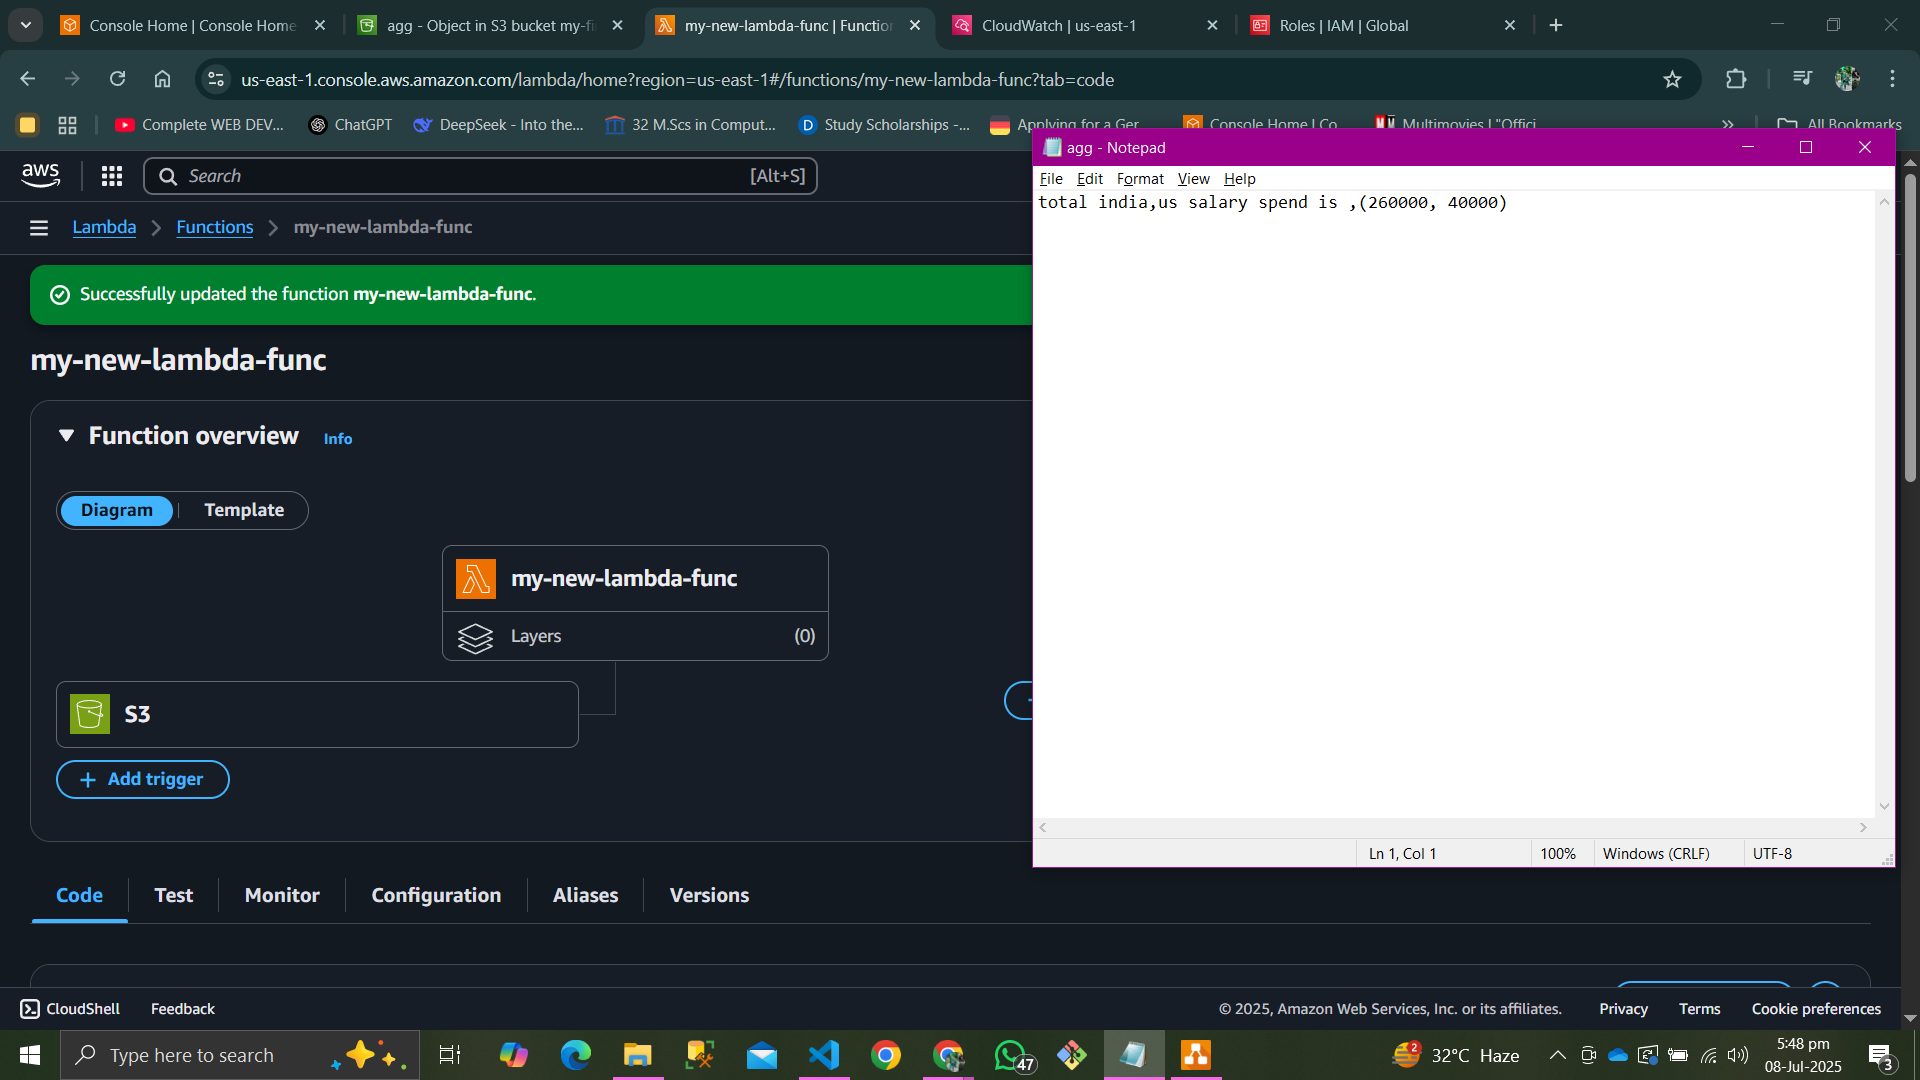 Console Home | Console Home
agg - Object in S3 bucket my-fi
my-new-lambda-func | Function
CloudWatch | us-east-1
Roles | IAM | Global
us-east-1.console.aws.amazon.com/lambda/home?region=us-east-1#/functions/my-new-lambda-func?tab=code
Complete WEB DEV...
ChatGPT
DeepSeek - Into the...
32 M.Scs in Comput...
Study Scholarships -...
Applying for a Ger
Console Home | Co
Multimovies | "Offici
All Bookmarks
aws
Search
[Alt+S]
Lambda
Functions
my-new-lambda-func
Successfully updated the function my-new-lambda-func.
my-new-lambda-func
Function overview
Info
Diagram
Template
my-new-lambda-func
Layers
(0)
S3
+ Add trigger
Code
Test
Monitor
Configuration
Aliases
Versions
agg - Notepad
File Edit Format View Help
total india,us salary spend is ,(260000, 40000)
Ln 1, Col 1
100%
Windows (CRLF)
UTF-8
CloudShell
Feedback
© 2025, Amazon Web Services, Inc. or its affiliates.
Privacy
Terms
Cookie preferences
Type here to search
47
2
32°C Haze
5:48 pm
08-Jul-2025
3